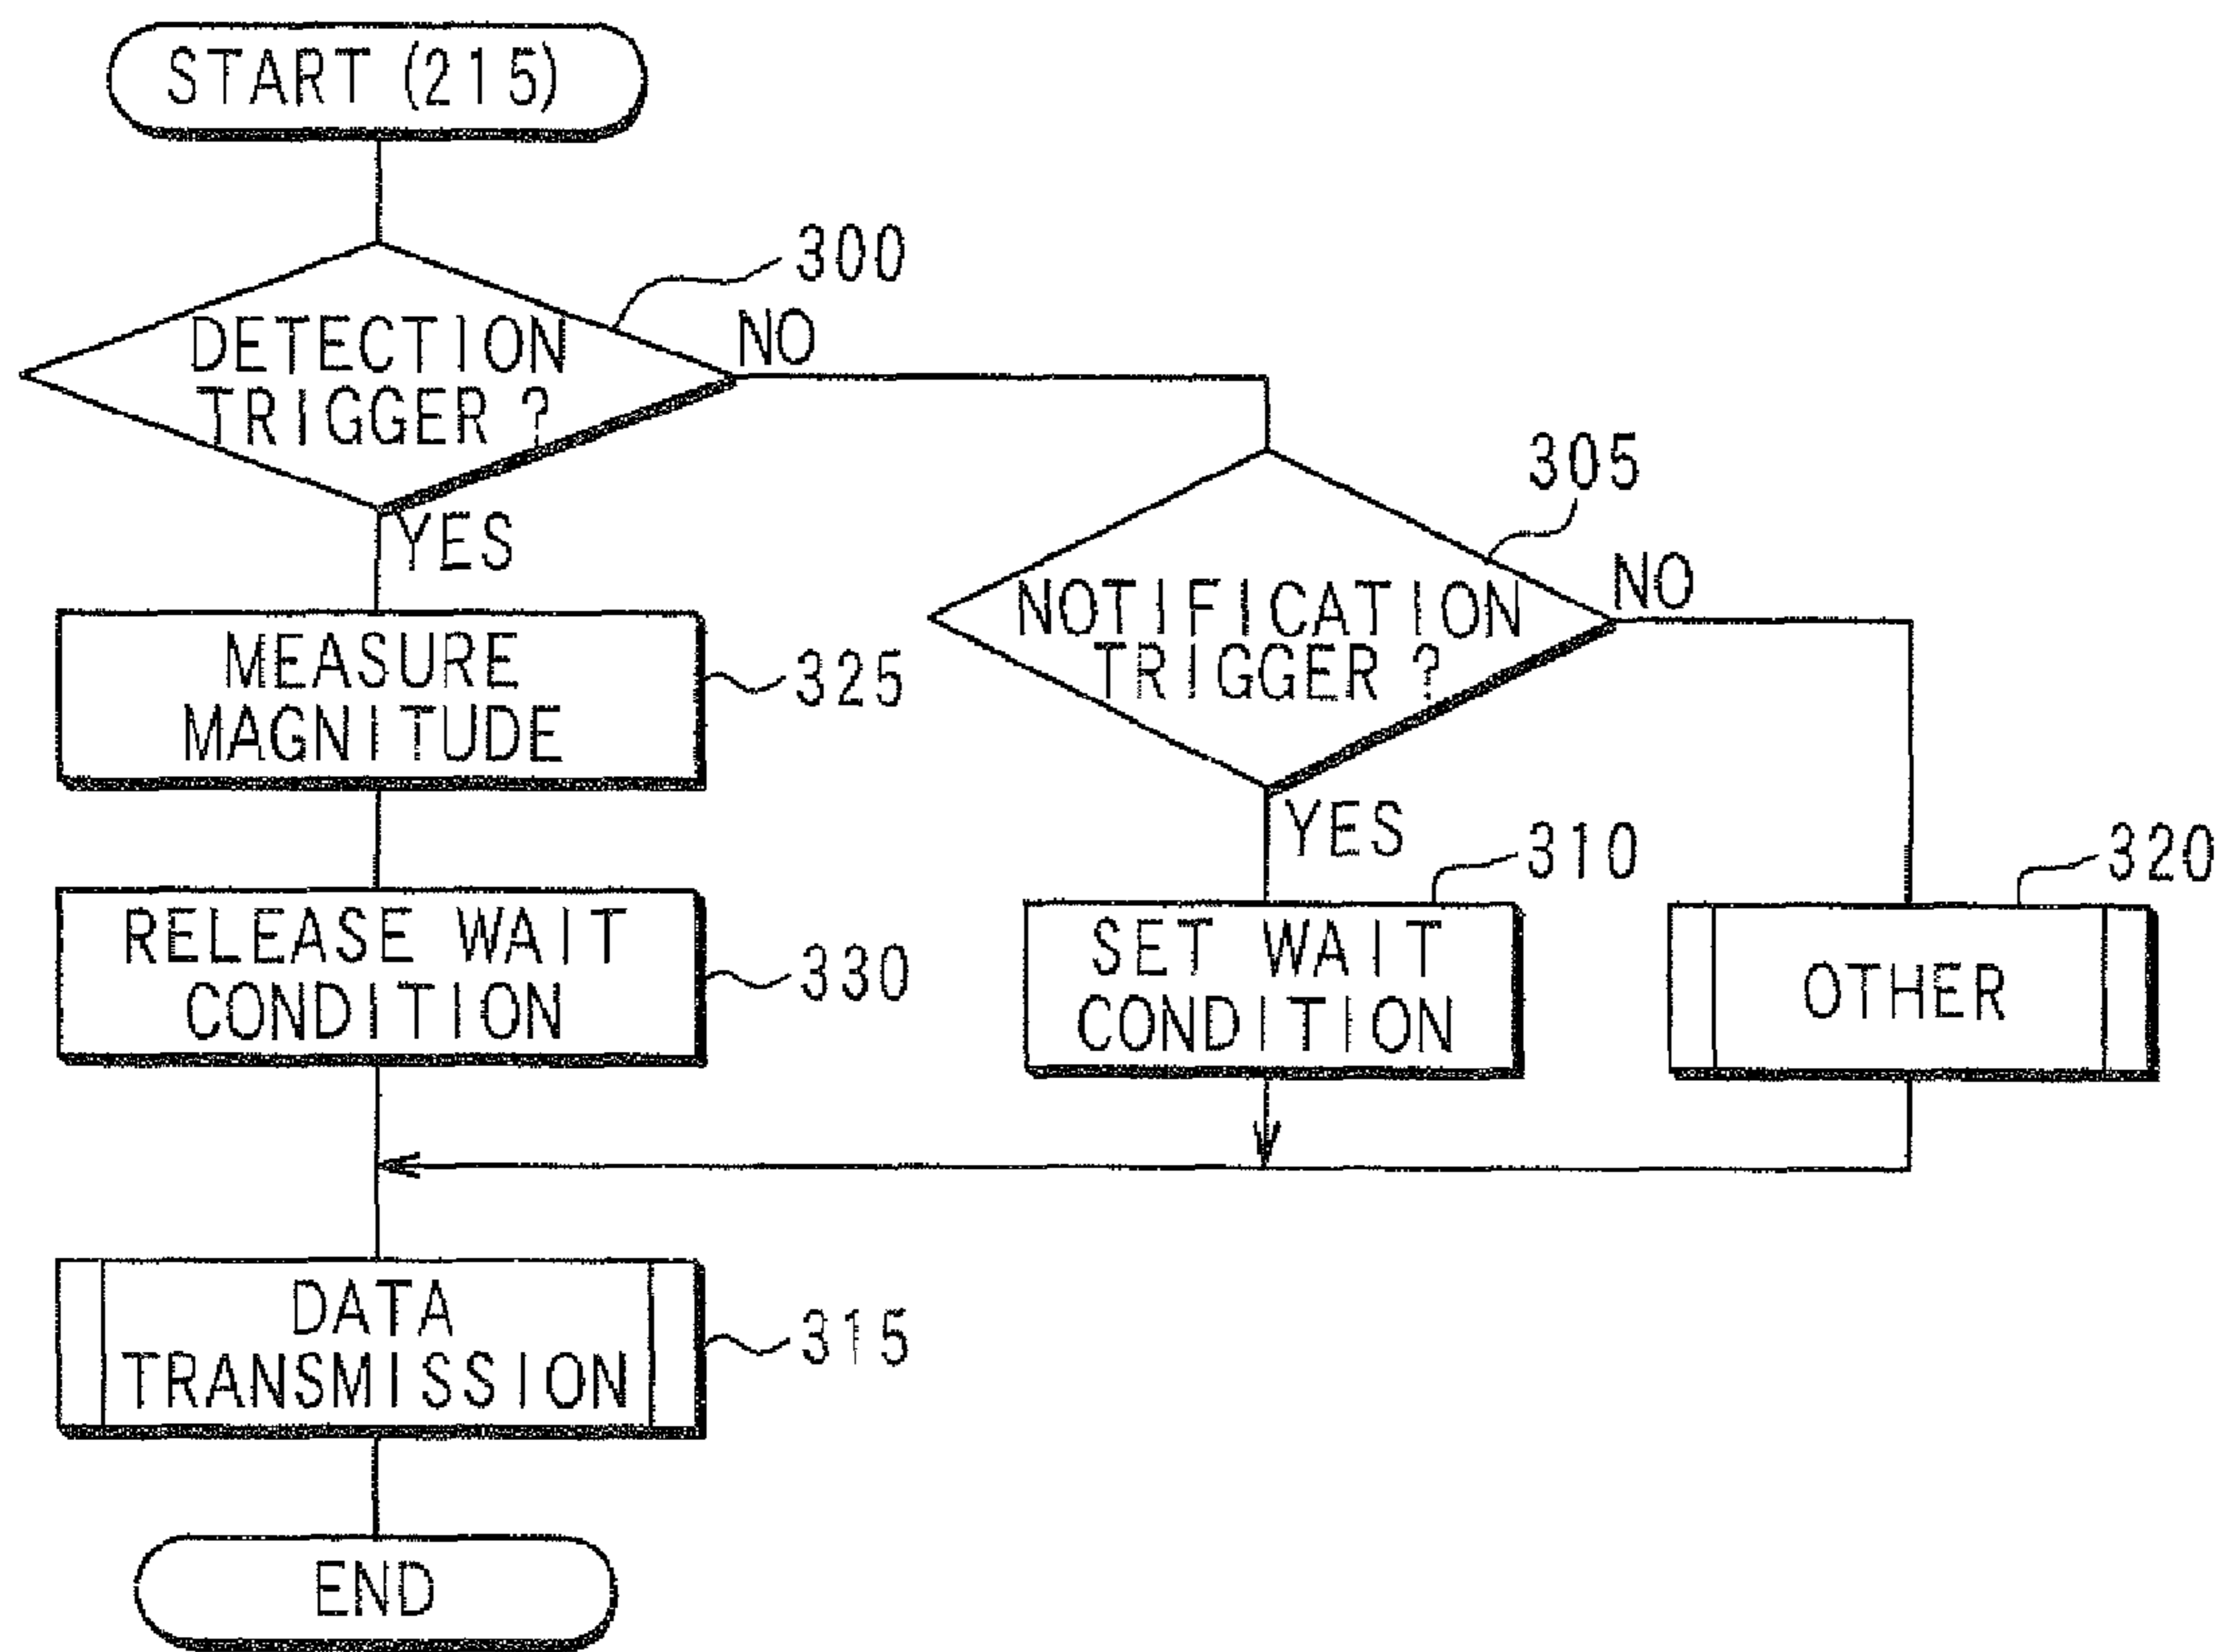 START (215)
300
DETECTION
TRIGGER ?
NO
YES
305
NOTIFICATION
TRIGGER ?
NO
YES
MEASURE
MAGNITUDE
325
RELEASE WAIT
CONDITION
330
310
SET WAIT
CONDITION
320
OTHER
DATA
TRANSMISSION
315
END